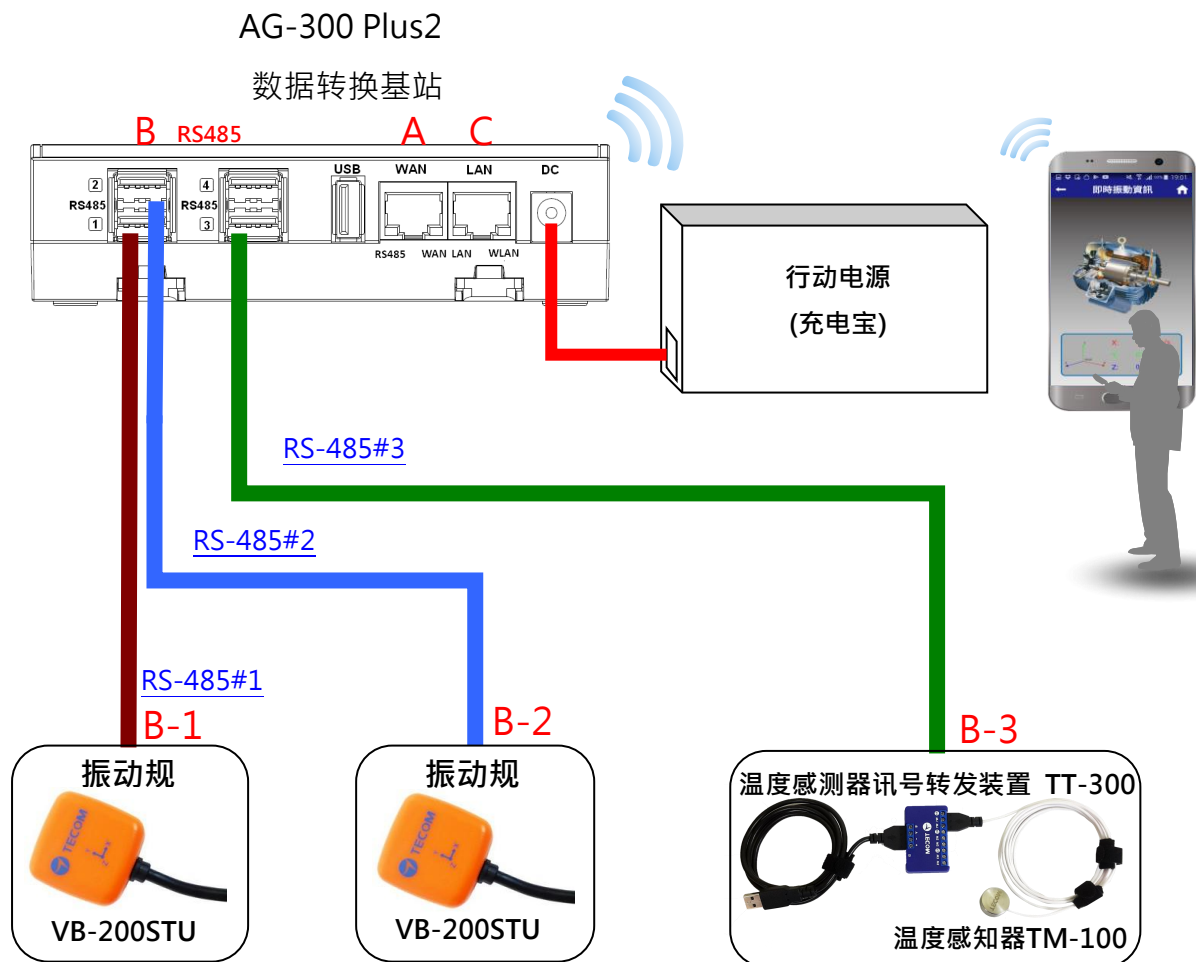 AG-300 Plus2
数据转换基站
B RS485 A C
USB WAN LAN DC
2 4
RS485 RS485
1 3
RS485 WAN LAN WLAN
行动电源
(充电宝)
19:01
即時振動資訊
X:
Z:
RS-485#3
RS-485#2
RS-485#1
B-1
B-2
B-3
振动规
TECOM
VB-200STU
振动规
TECOM
VB-200STU
温度感测器讯号转发装置 TT-300
TECOM
温度感知器TM-100